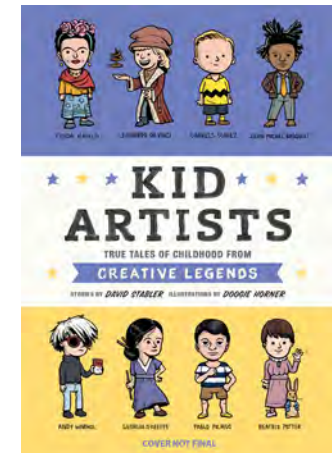 FRIDA KAHLO LEONARDO DA VINCI CHARLES SCHULZ JEAN-MICHEL BASQUIAT
KID
ARTISTS
TRUE TALES OF CHILDHOOD FROM
CREATIVE LEGENDS
STORIES BY DAVID STABLER ILLUSTRATIONS BY DOOGIE HORNER
ANDY WARHOL GEORGIA O'KEEFFE PABLO PICASSO BEATRIX POTTER
COVER NOT FINAL